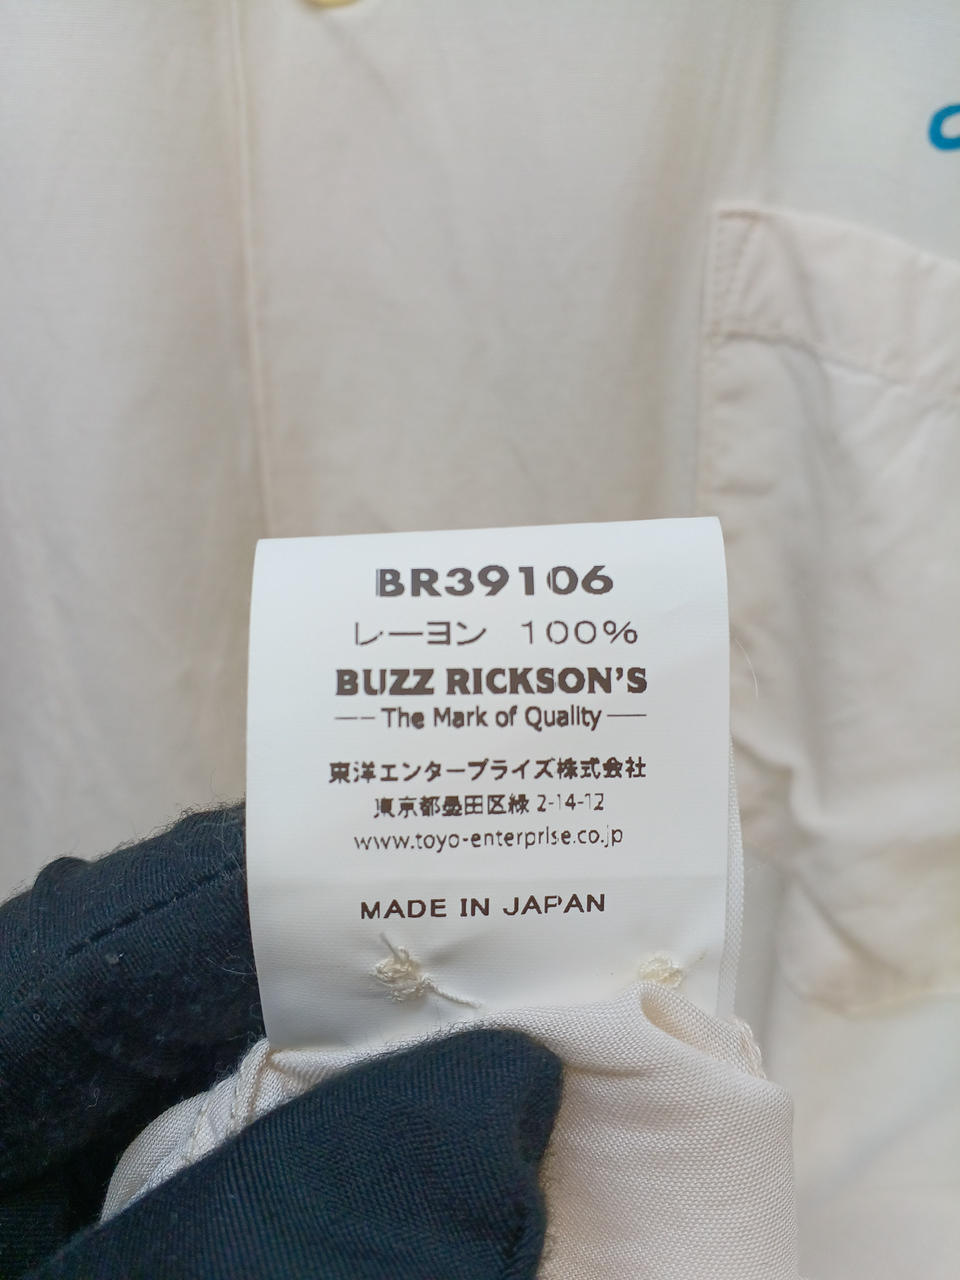 BR39106
レーヨン 100%
BUZZ RICKSON'S
The Mark of Quality
東洋エンタープライズ株式会社
東京都墨田区緑 2-14-12
www.toyo-enterprise.co.jp
MADE IN JAPAN